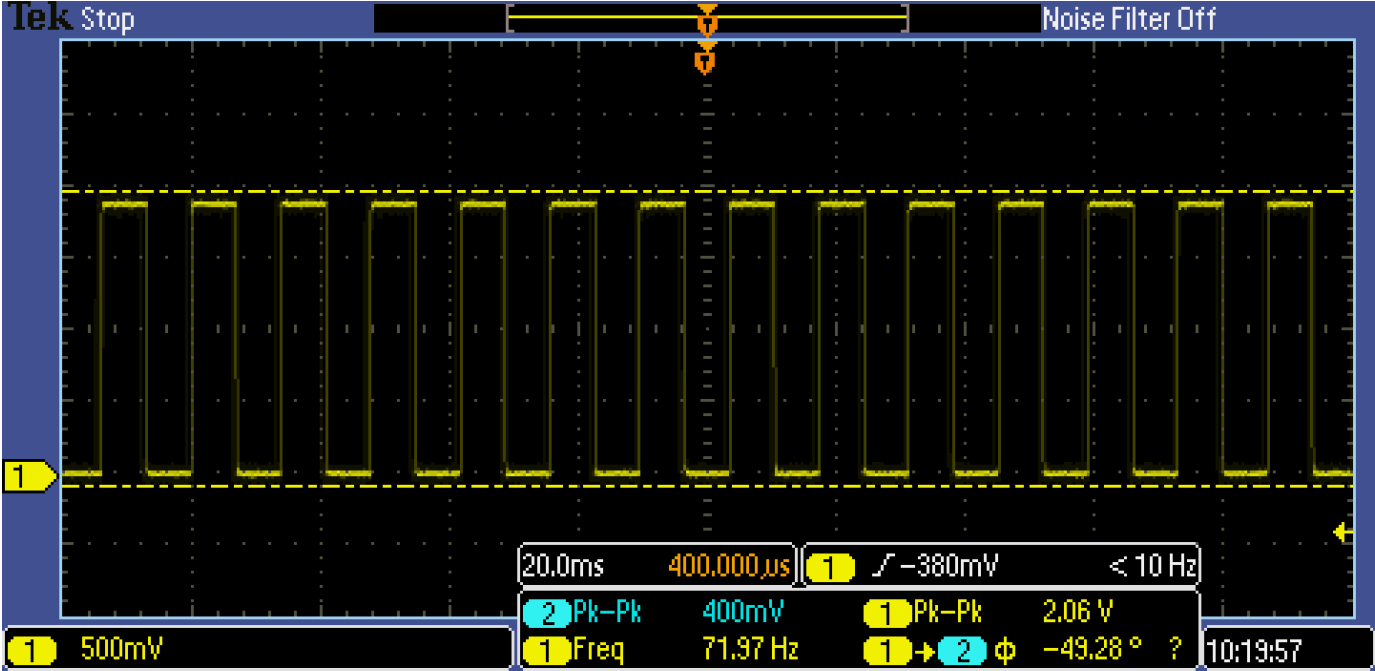 Tek Stop Noise Filter Off
T
T
1
20.0ms 400.000µs 1 −380mV < 10 Hz
2 Pk−Pk 400mV 1 Pk−Pk 2.06 V
1 500mV 1 Freq 71.97 Hz 1 → 2 ϕ −49.28 ° ? 10:19:57